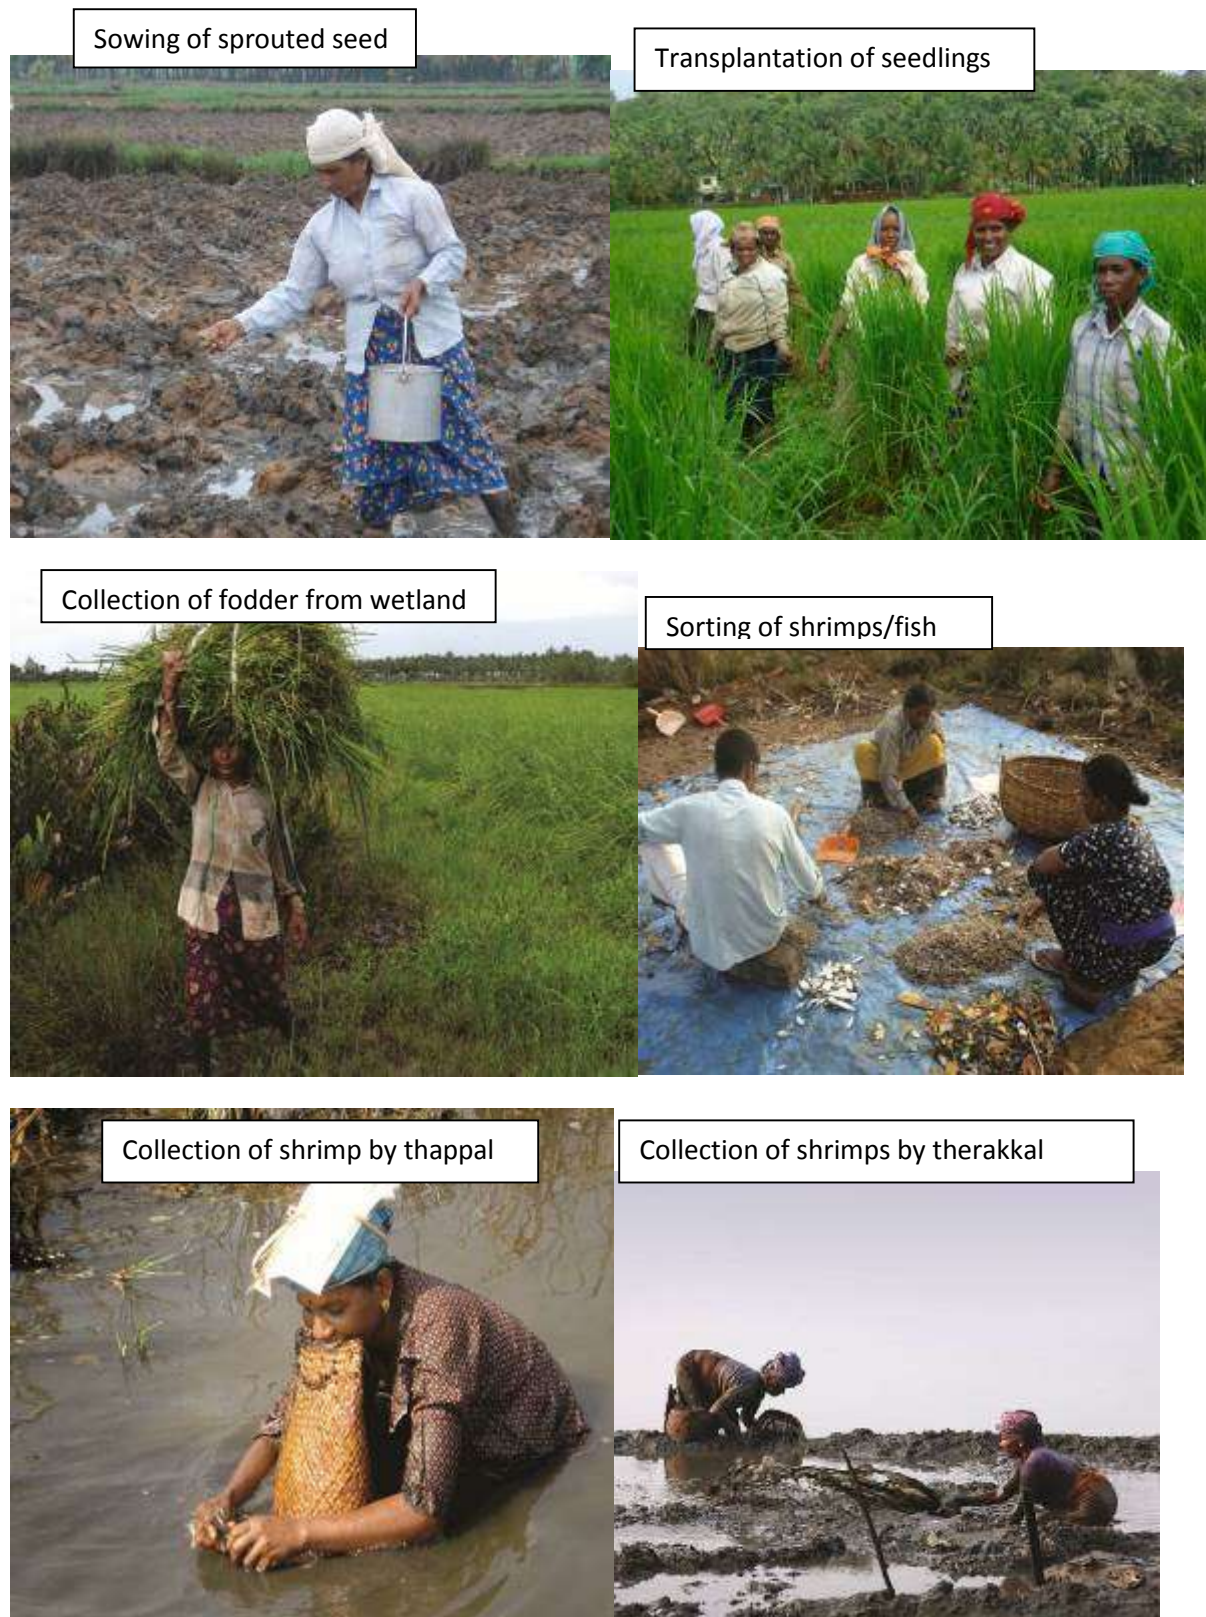 Sowing of sprouted seed
Transplantation of seedlings
Collection of fodder from wetland
Sorting of shrimps/fish
Collection of shrimp by thappal
Collection of shrimps by therakkal